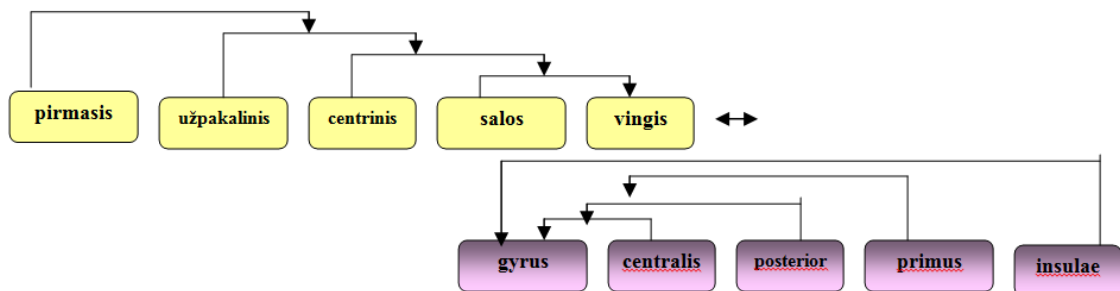 pirmasis užpakalinis centrinis salos vingis
gyrus centralis posterior primus insulae